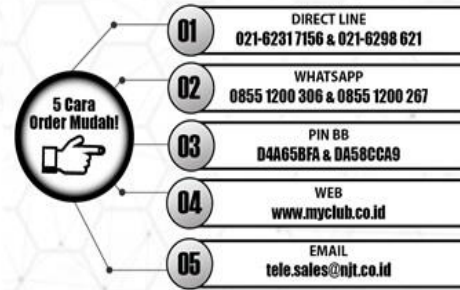 5 Cara
Order Mudah!
01
DIRECT LINE
021-6231 7156 & 021-6298 621
02
WHATSAPP
0855 1200 306 & 0855 1200 267
03
PIN BB
D4A65BFA & DA58CCA9
04
WEB
www.myclub.co.id
05
EMAIL
tele.sales@njt.co.id